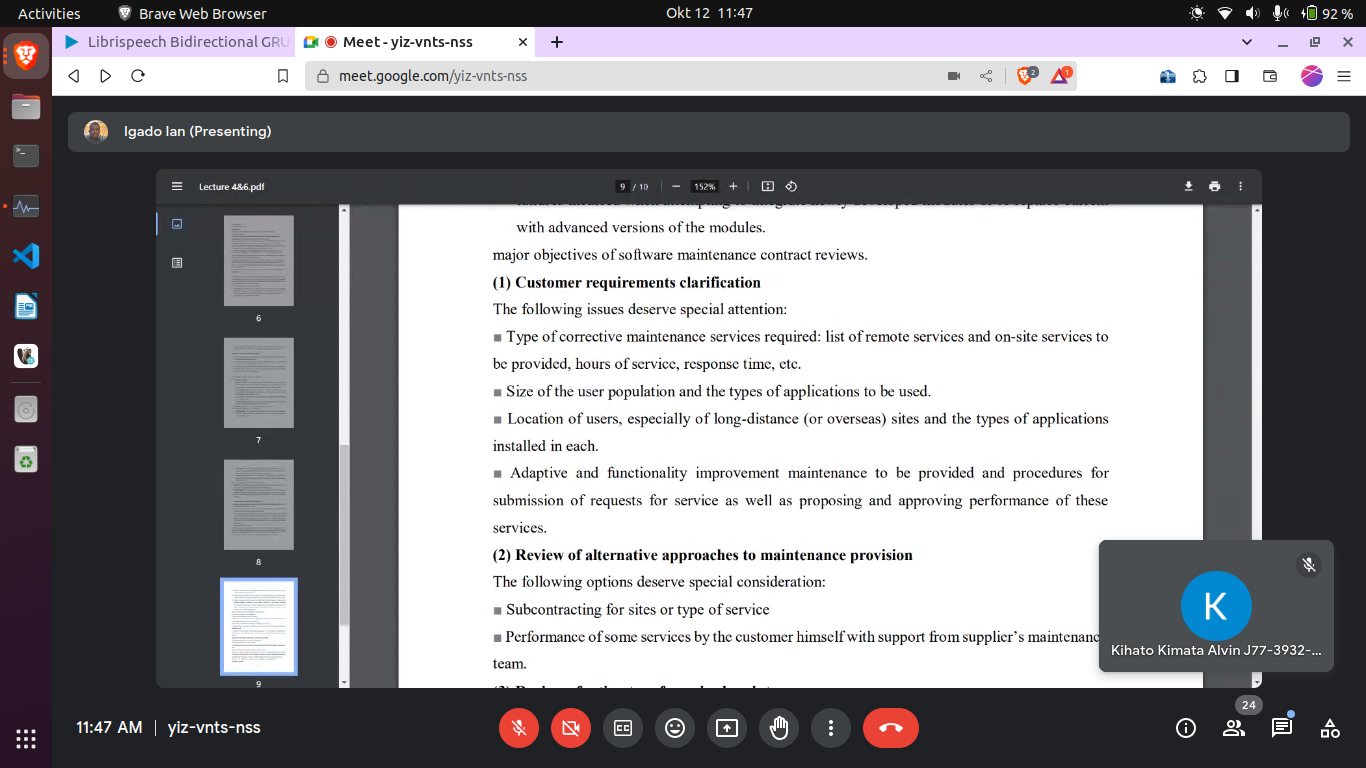 Activities
Brave Web Browser
Okt 12 11:47
92 %
Librispeech Bidirectional GRU
Meet - yiz-vnts-nss
meet.google.com/yiz-vnts-nss
2
1
Igado Ian (Presenting)
Lecture 4&6.pdf
9 / 10
152%
with advanced versions of the modules.
major objectives of software maintenance contract reviews.
(1) Customer requirements clarification
The following issues deserve special attention:
■ Type of corrective maintenance services required: list of remote services and on-site services to
be provided, hours of service, response time, etc.
■ Size of the user population and the types of applications to be used.
■ Location of users, especially of long-distance (or overseas) sites and the types of applications
installed in each.
■ Adaptive and functionality improvement maintenance to be provided and procedures for
submission of requests for service as well as proposing and approving performance of these
services.
(2) Review of alternative approaches to maintenance provision
The following options deserve special consideration:
■ Subcontracting for sites or type of service
■ Performance of some services by the customer himself with support from supplier's maintenanc
team.
6
7
8
9
K
Kihato Kimata Alvin J77-3932-...
11:47 AM
yiz-vnts-nss
CC
24